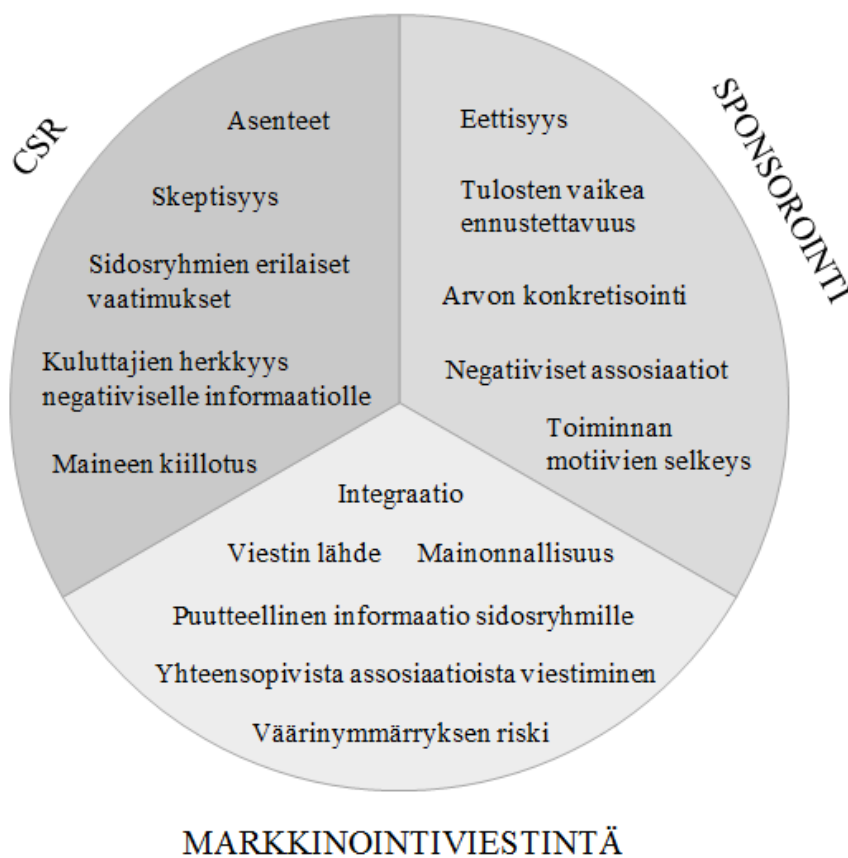 CSR
Asenteet
Skeptisyys
Sidosryhmien erilaiset
vaatimukset
Kuluttajien herkkyys
negatiiviselle informaatiolle
Maineen kiillotus
SPONSOROINTI
Eettisyys
Tulosten vaikea
ennustettavuus
Arvon konkretisointi
Negatiiviset assosiaatiot
Toiminnan
motiivien selkeys
Integraatio
Viestin lähde
Mainonnallisuus
Puutteellinen informaatio sidosryhmille
Yhteensopivista assosiaatioista viestiminen
Väärinymmärryksen riski
MARKKINOINTIVIESTINTÄ